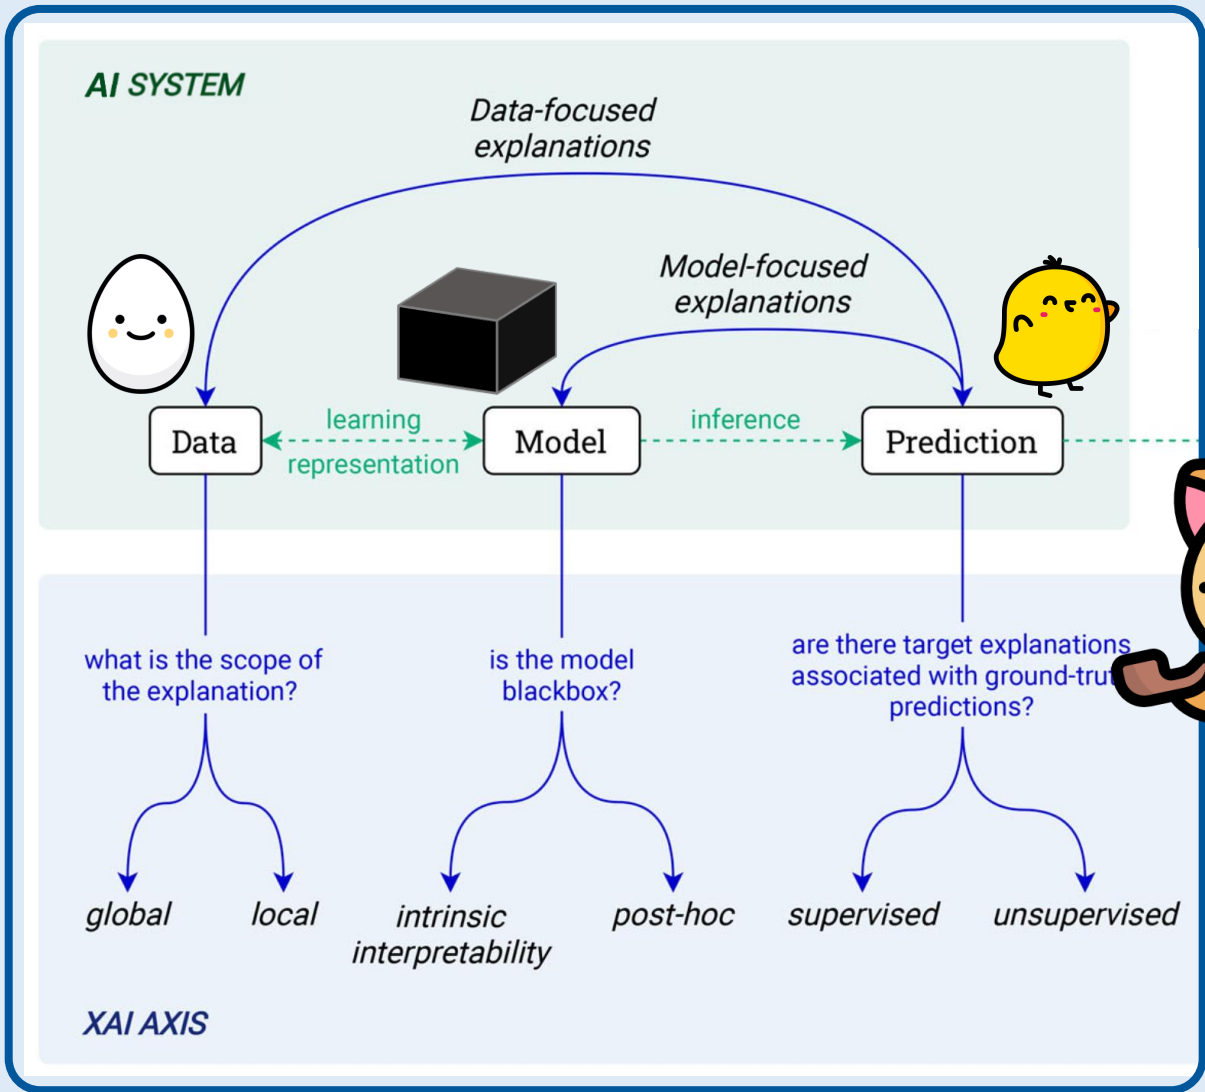 AI SYSTEM
Data-focused
explanations
Model-focused
explanations
Data
learning
representation
Model
inference
Prediction
what is the scope of
the explanation?
is the model
blackbox?
are there target explanations
associated with
predictions?
global
local
intrinsic
interpretability
post-hoc
supervised
unsupervised
XAI AXIS